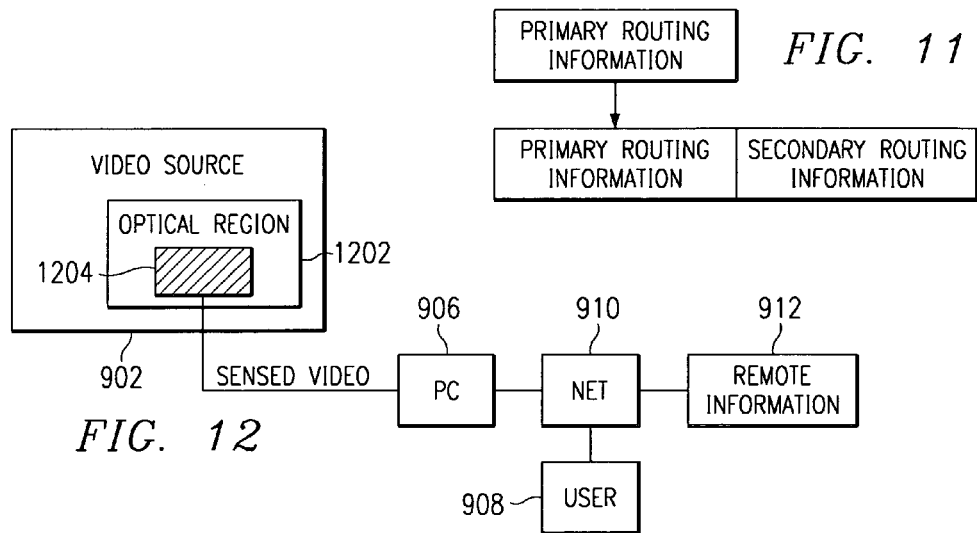 PRIMARY ROUTING
INFORMATION
FIG. 11
PRIMARY ROUTING
INFORMATION
SECONDARY ROUTING
INFORMATION
VIDEO SOURCE
OPTICAL REGION
1204
1202
902
SENSED VIDEO
906
PC
910
NET
912
REMOTE
INFORMATION
908
USER
FIG. 12